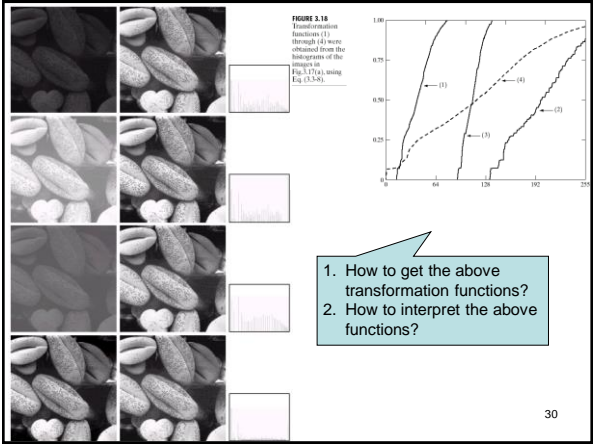 FIGURE 3.18
Transformation
functions (1)
through (4) were
obtained from the
histograms of the
images in
Fig.3.17(a), using
Eq. (3.3-8).
1.00
0.75
0.50
0.25
0
0 64 128 192 255
(1)
(4)
(2)
(3)
1. How to get the above
transformation functions?
2. How to interpret the above
functions?
30